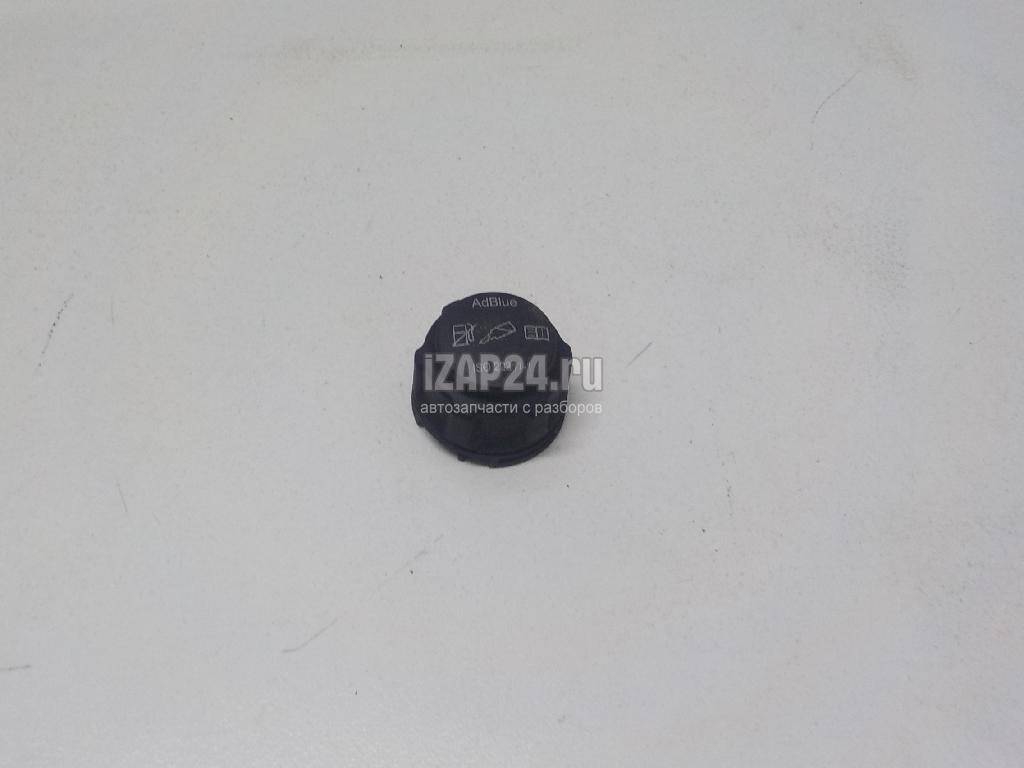 AdBlue
iZAP24.ru
автозапчасти с разборов